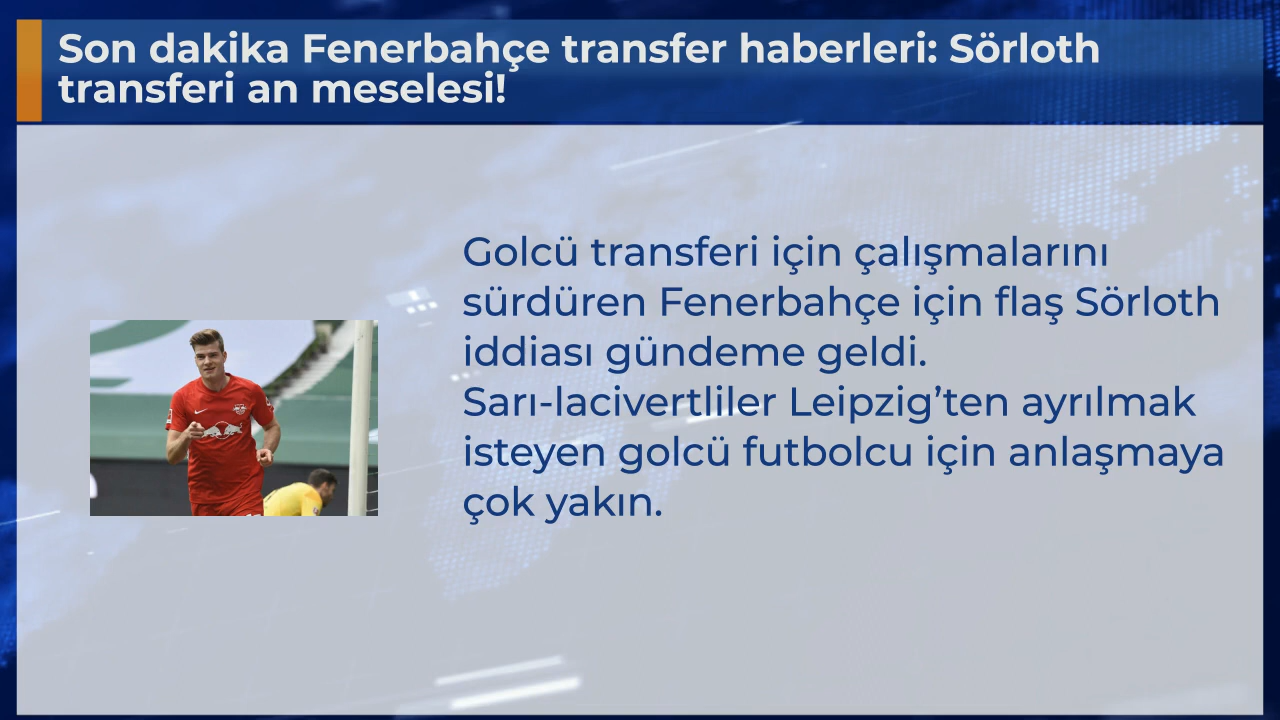 Son dakika Fenerbahçe transfer haberleri: Sörloth
transferi an meselesi!
Golcü transferi için çalışmalarını
sürdüren Fenerbahçe için flaş Sörloth
iddiası gündeme geldi.
Sarı-lacivertliler Leipzig’ten ayrılmak
isteyen golcü futbolcu için anlaşmaya
çok yakın.